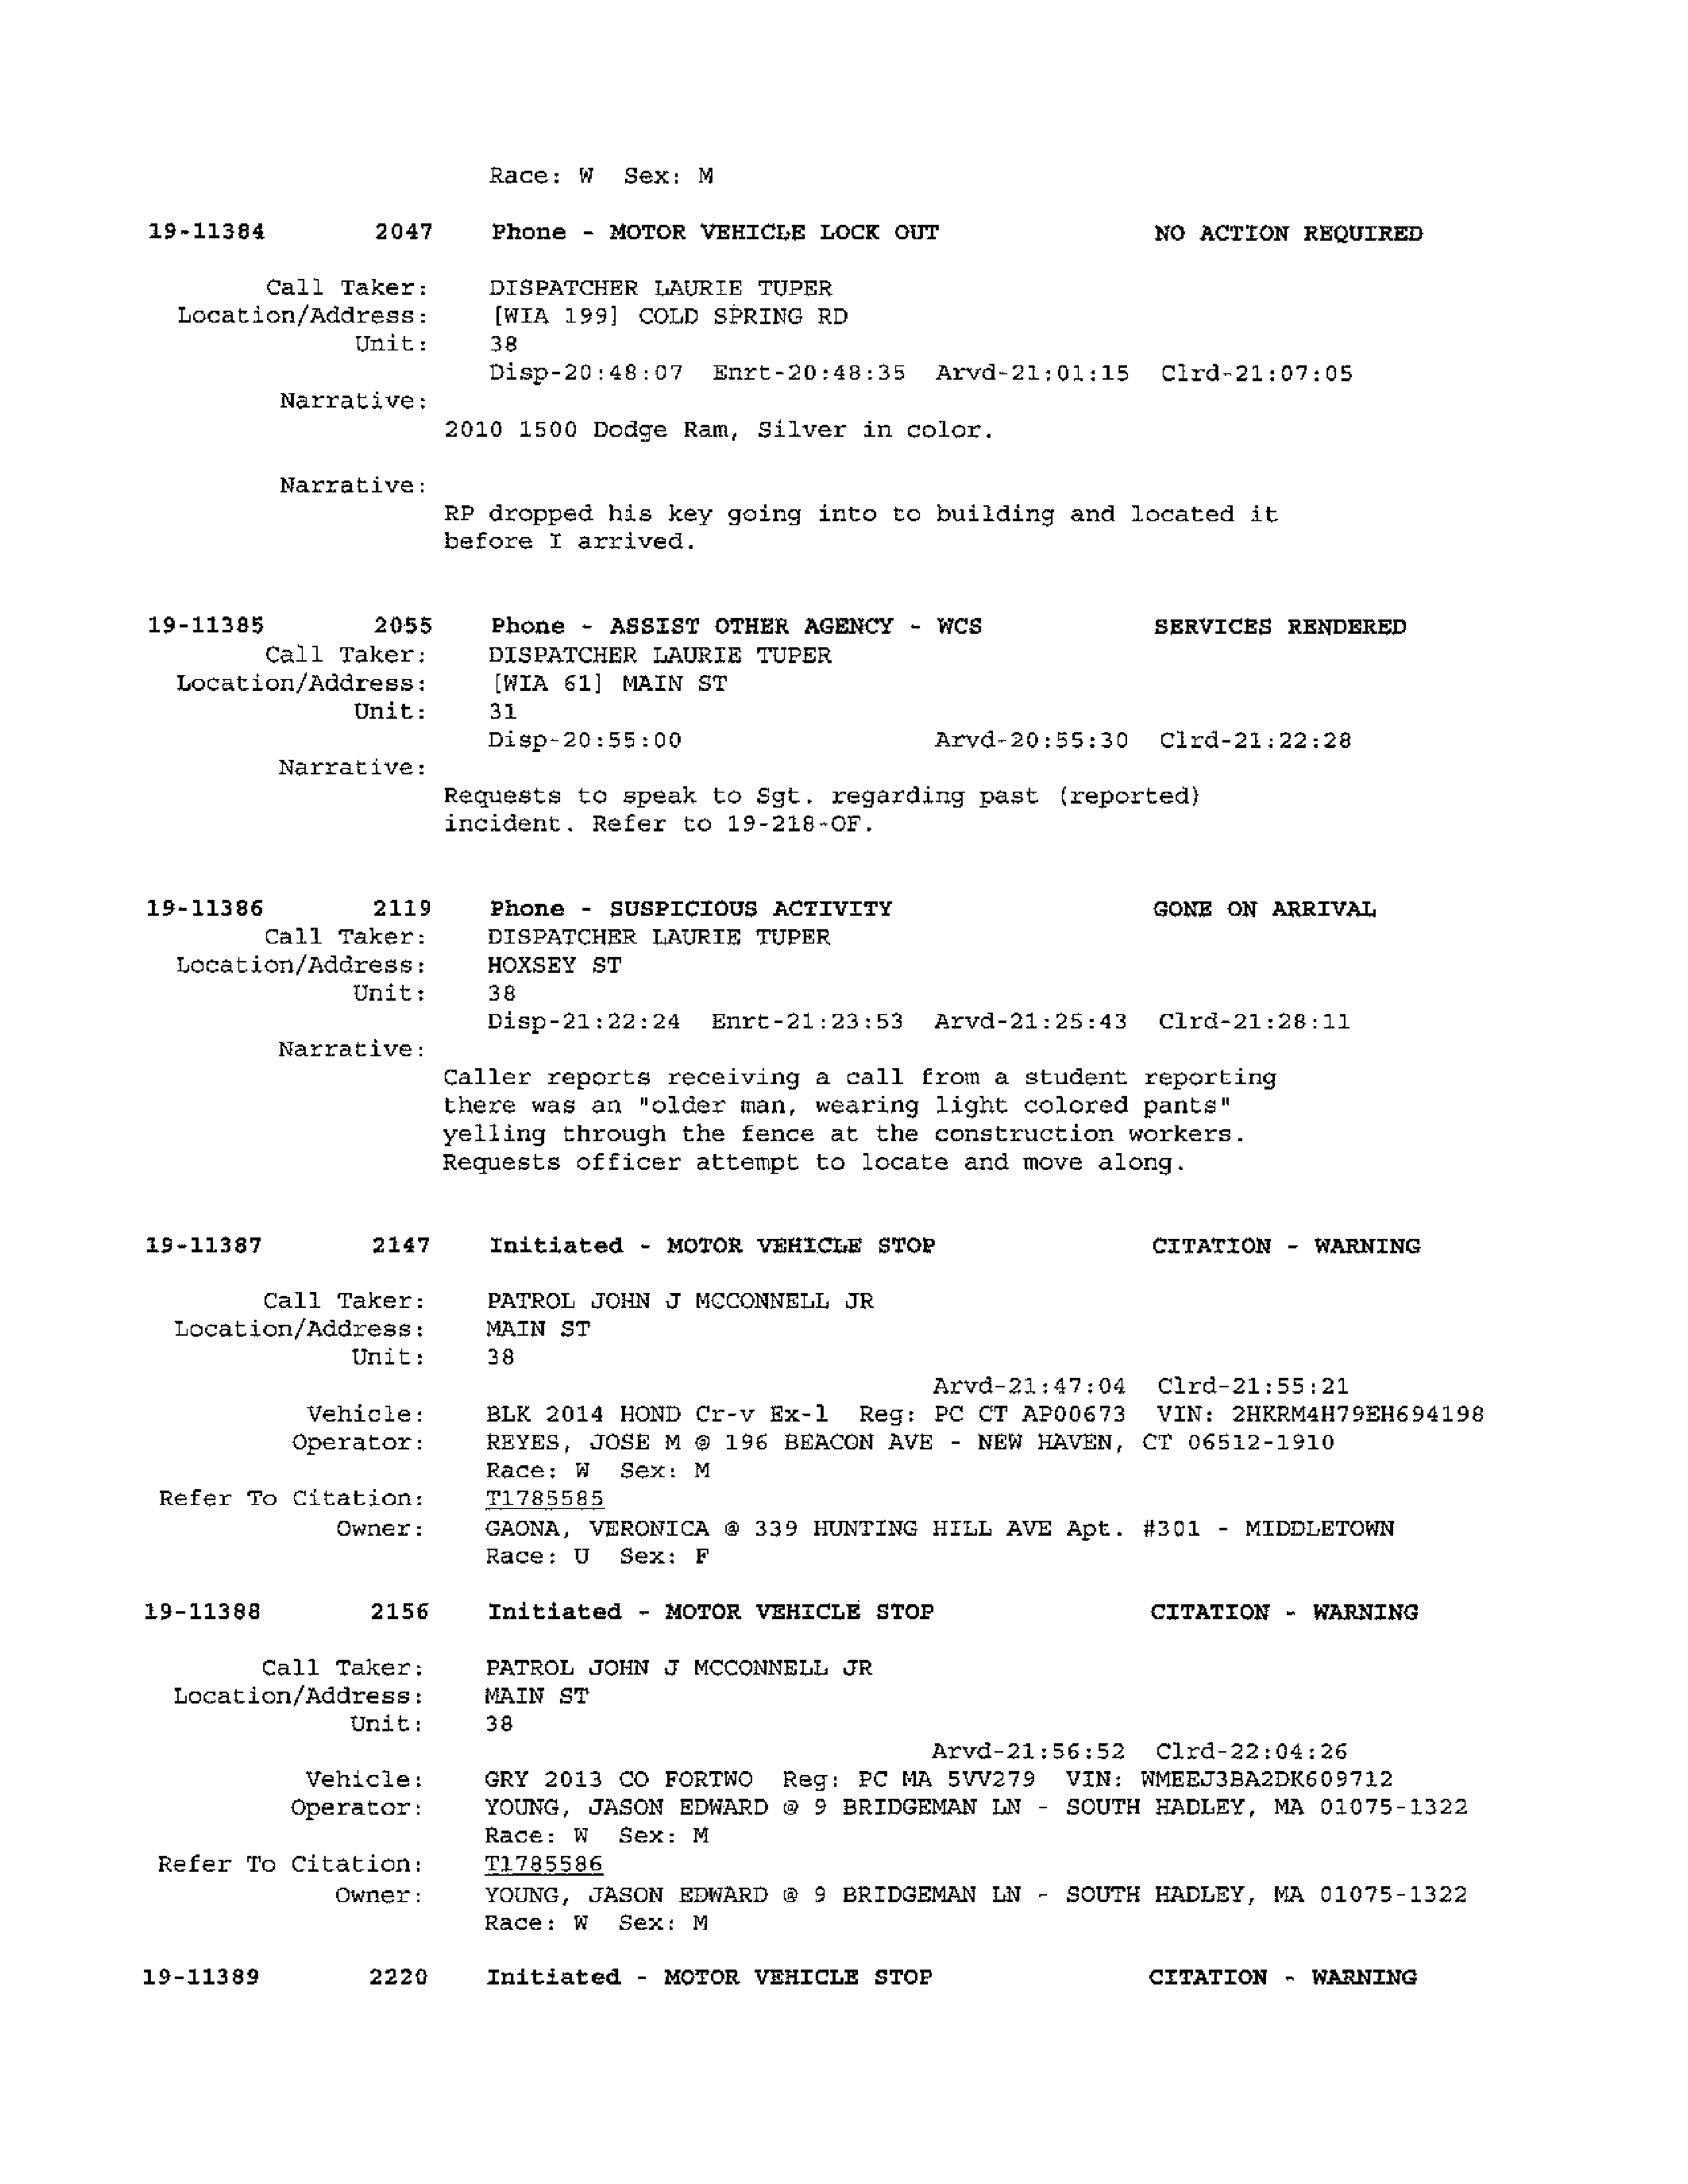 Race: W  Sex: M
19-11384  2047  Phone - MOTOR VEHICLE LOCK OUT  NO ACTION REQUIRED
Call Taker: DISPATCHER LAURIE TUPER
Location/Address: [WIA 199] COLD SPRING RD
Unit: 38
Disp-20:48:07  Enrt-20:48:35  Arvd-21:01:15  Clrd-21:07:05
Narrative:
2010 1500 Dodge Ram, Silver in color.
Narrative:
RP dropped his key going into to building and located it
before I arrived.
19-11385  2055  Phone - ASSIST OTHER AGENCY - WCS  SERVICES RENDERED
Call Taker: DISPATCHER LAURIE TUPER
Location/Address: [WIA 61] MAIN ST
Unit: 31
Disp-20:55:00  Arvd-20:55:30  Clrd-21:22:28
Narrative:
Requests to speak to Sgt. regarding past (reported)
incident. Refer to 19-218-OF.
19-11386  2119  Phone - SUSPICIOUS ACTIVITY  GONE ON ARRIVAL
Call Taker: DISPATCHER LAURIE TUPER
Location/Address: HOXSEY ST
Unit: 38
Disp-21:22:24  Enrt-21:23:53  Arvd-21:25:43  Clrd-21:28:11
Narrative:
Caller reports receiving a call from a student reporting
there was an "older man, wearing light colored pants"
yelling through the fence at the construction workers.
Requests officer attempt to locate and move along.
19-11387  2147  Initiated - MOTOR VEHICLE STOP  CITATION - WARNING
Call Taker: PATROL JOHN J MCCONNELL JR
Location/Address: MAIN ST
Unit: 38
Arvd-21:47:04  Clrd-21:55:21
Vehicle: BLK 2014 HOND Cr-v Ex-l  Reg: PC CT AP00673  VIN: 2HKRM4H79EH694198
Operator: REYES, JOSE M @ 196 BEACON AVE - NEW HAVEN, CT 06512-1910
Race: W  Sex: M
Refer To Citation: T1785585
Owner: GAONA, VERONICA @ 339 HUNTING HILL AVE Apt. #301 - MIDDLETOWN
Race: U  Sex: F
19-11388  2156  Initiated - MOTOR VEHICLE STOP  CITATION - WARNING
Call Taker: PATROL JOHN J MCCONNELL JR
Location/Address: MAIN ST
Unit: 38
Arvd-21:56:52  Clrd-22:04:26
Vehicle: GRY 2013 CO FORTWO  Reg: PC MA 5VV279  VIN: WMEEJ3BA2DK609712
Operator: YOUNG, JASON EDWARD @ 9 BRIDGEMAN LN - SOUTH HADLEY, MA 01075-1322
Race: W  Sex: M
Refer To Citation: T1785586
Owner: YOUNG, JASON EDWARD @ 9 BRIDGEMAN LN - SOUTH HADLEY, MA 01075-1322
Race: W  Sex: M
19-11389  2220  Initiated - MOTOR VEHICLE STOP  CITATION - WARNING